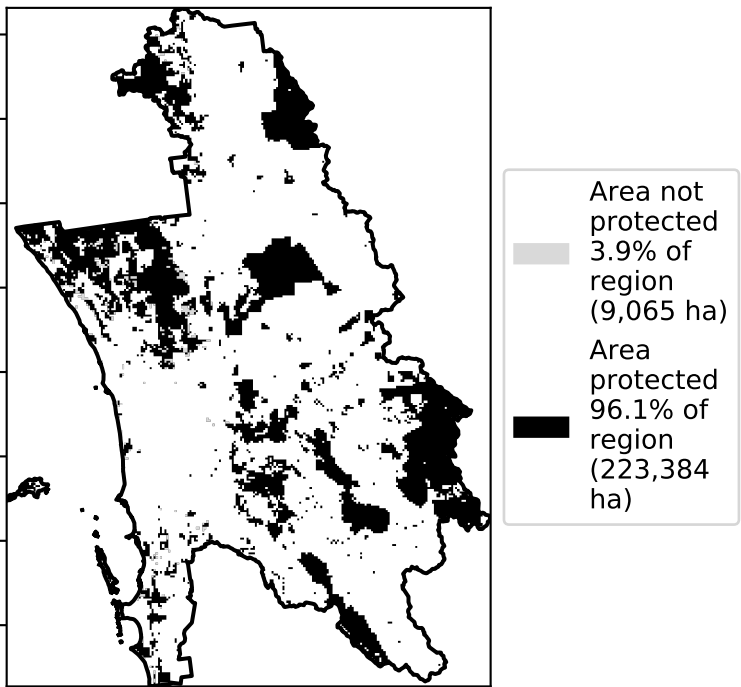 Area not
protected
3.9% of
region
(9,065 ha)
Area
protected
96.1% of
region
(223,384
ha)